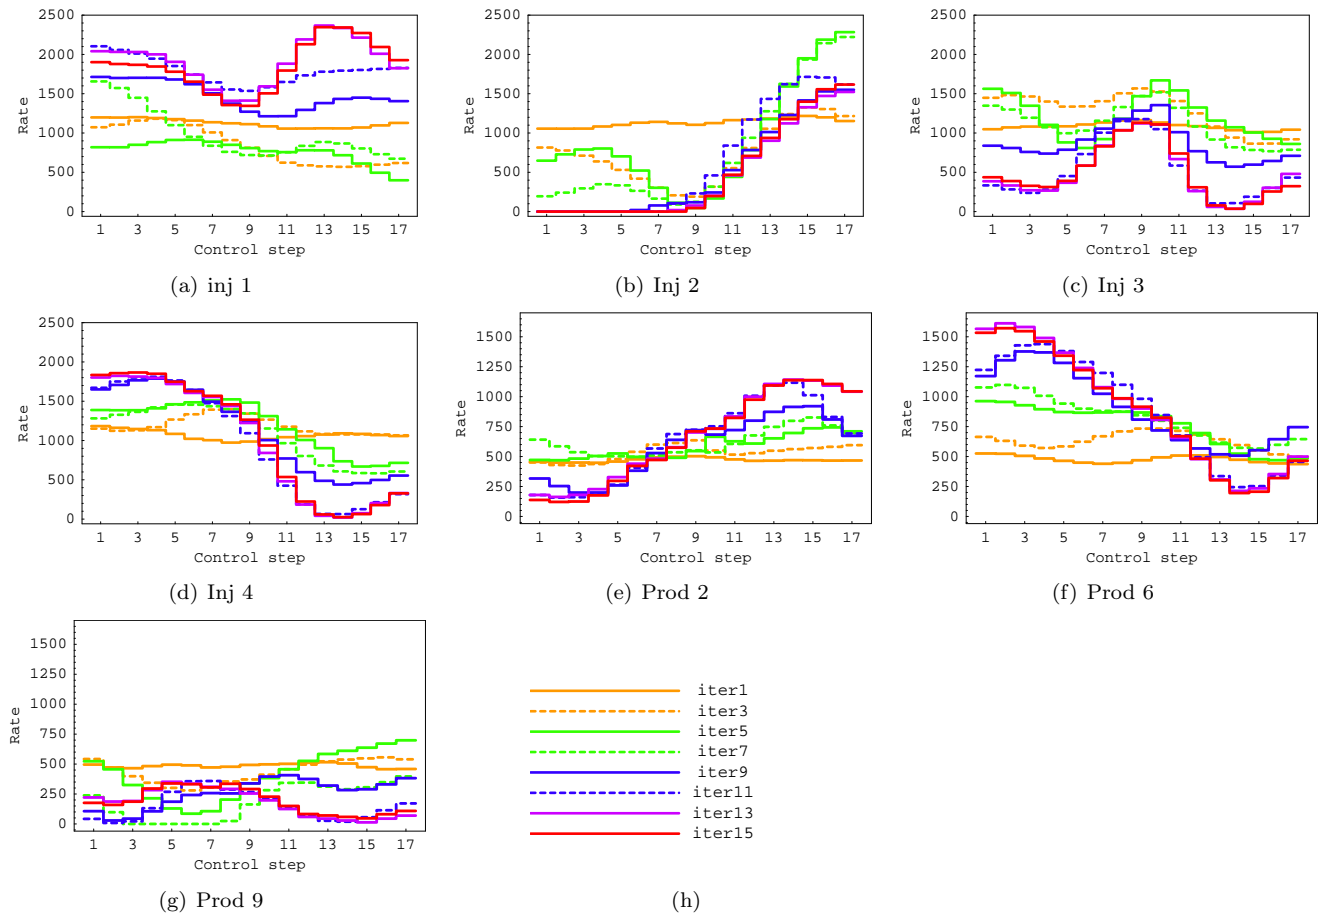 2500
2000
1500
1000
500
0
Rate
1 3 5 7 9 11 13 15 17
Control step
(a) inj 1
2500
2000
1500
1000
500
0
Rate
1 3 5 7 9 11 13 15 17
Control step
(b) Inj 2
2500
2000
1500
1000
500
0
Rate
1 3 5 7 9 11 13 15 17
Control step
(c) Inj 3
2500
2000
1500
1000
500
0
Rate
1 3 5 7 9 11 13 15 17
Control step
(d) Inj 4
1500
1250
1000
750
500
250
0
Rate
1 3 5 7 9 11 13 15 17
Control step
(e) Prod 2
1500
1250
1000
750
500
250
0
Rate
1 3 5 7 9 11 13 15 17
Control step
(f) Prod 6
1500
1250
1000
750
500
250
0
Rate
1 3 5 7 9 11 13 15 17
Control step
(g) Prod 9
iter1
iter3
iter5
iter7
iter9
iter11
iter13
iter15
(h)